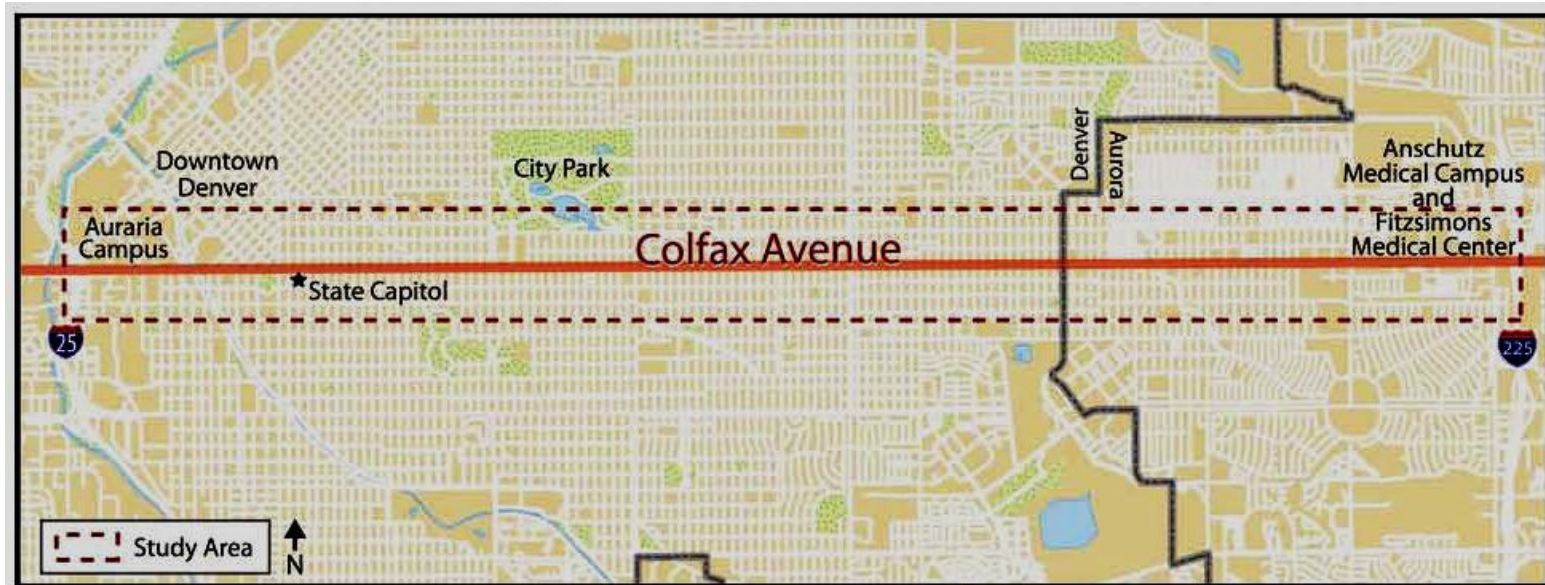 Downtown
Denver
Auraria
Campus
City Park
Colfax Avenue
State Capitol
Denver
Aurora
Anschutz
Medical Campus
and
Fitzsimons
Medical Center
25
225
Study Area
N